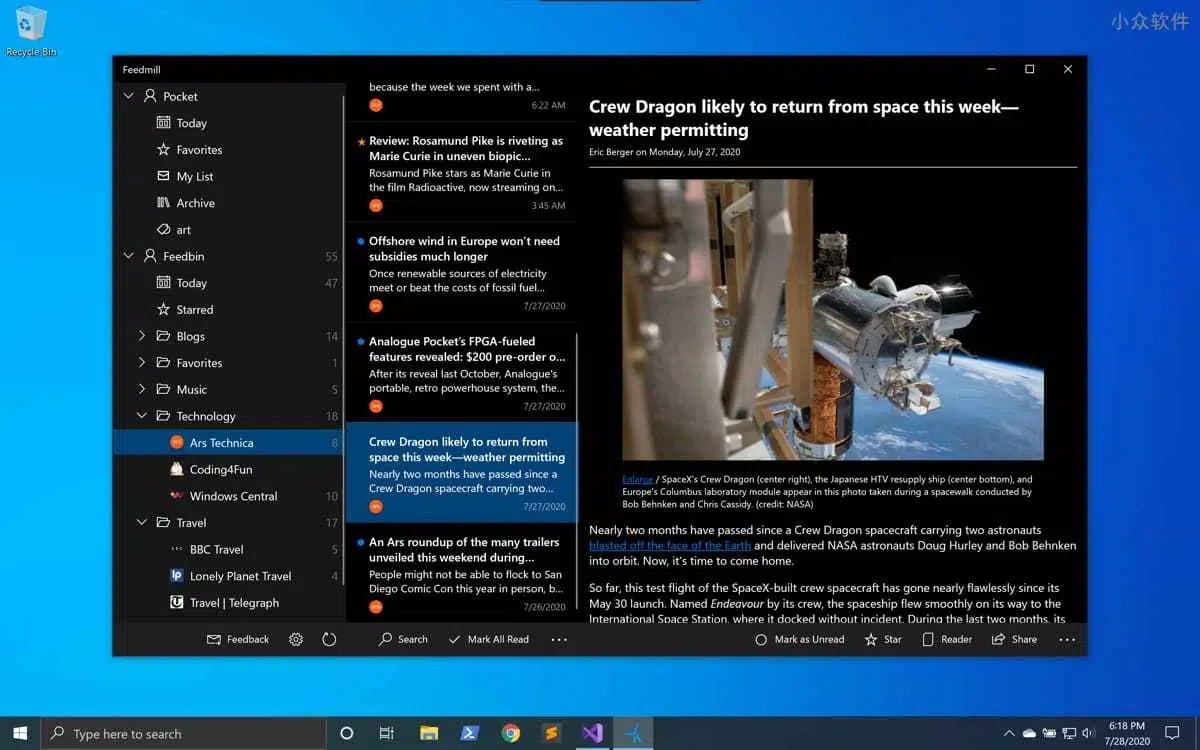 小众软件
Recycle Bin
Feedmill
Pocket
Today
Favorites
My List
Archive
art
Feedbin 55
Today 47
Starred
Blogs 14
Favorites 1
Music 5
Technology 18
Ars Technica 8
Coding4Fun
Windows Central 10
Travel 17
BBC Travel 5
Lonely Planet Travel 4
Travel | Telegraph
Feedback
because the week we spent with a...
6:22 AM
Review: Rosamund Pike is riveting as
Marie Curie in uneven biopic...
Rosamund Pike stars as Marie Curie in
the film Radioactive, now streaming on...
3:45 AM
Offshore wind in Europe won't need
subsidies much longer
Once renewable sources of electricity
meet or beat the costs of fossil fuel...
7/27/2020
Analogue Pocket's FPGA-fueled
features revealed: $200 pre-order o...
After its reveal last October, Analogue's
portable, retro powerhouse system, the...
7/27/2020
Crew Dragon likely to return from
space this week—weather permitting
Nearly two months have passed since a
Crew Dragon spacecraft carrying two...
7/27/2020
An Ars roundup of the many trailers
unveiled this weekend during...
People might not be able to flock to San
Diego Comic Con this year in person, b...
7/26/2020
Search
Mark All Read
Crew Dragon likely to return from space this week—
weather permitting
Eric Berger on Monday, July 27, 2020
Enlarge / SpaceX's Crew Dragon (center right), the Japanese HTV resupply ship (center bottom), and
Europe's Columbus laboratory module appear in this photo taken during a spacewalk conducted by
Bob Behnken and Chris Cassidy. (credit: NASA)
Nearly two months have passed since a Crew Dragon spacecraft carrying two astronauts
blasted off the face of the Earth and delivered NASA astronauts Doug Hurley and Bob Behnken
into orbit. Now, it's time to come home.
So far, this test flight of the SpaceX-built crew spacecraft has gone nearly flawlessly since its
May 30 launch. Named Endeavour by its crew, the spaceship flew smoothly on its way to the
International Space Station, where it docked without incident. During the last two months, its
Mark as Unread
Star
Reader
Share
Type here to search
6:18 PM
7/28/2020